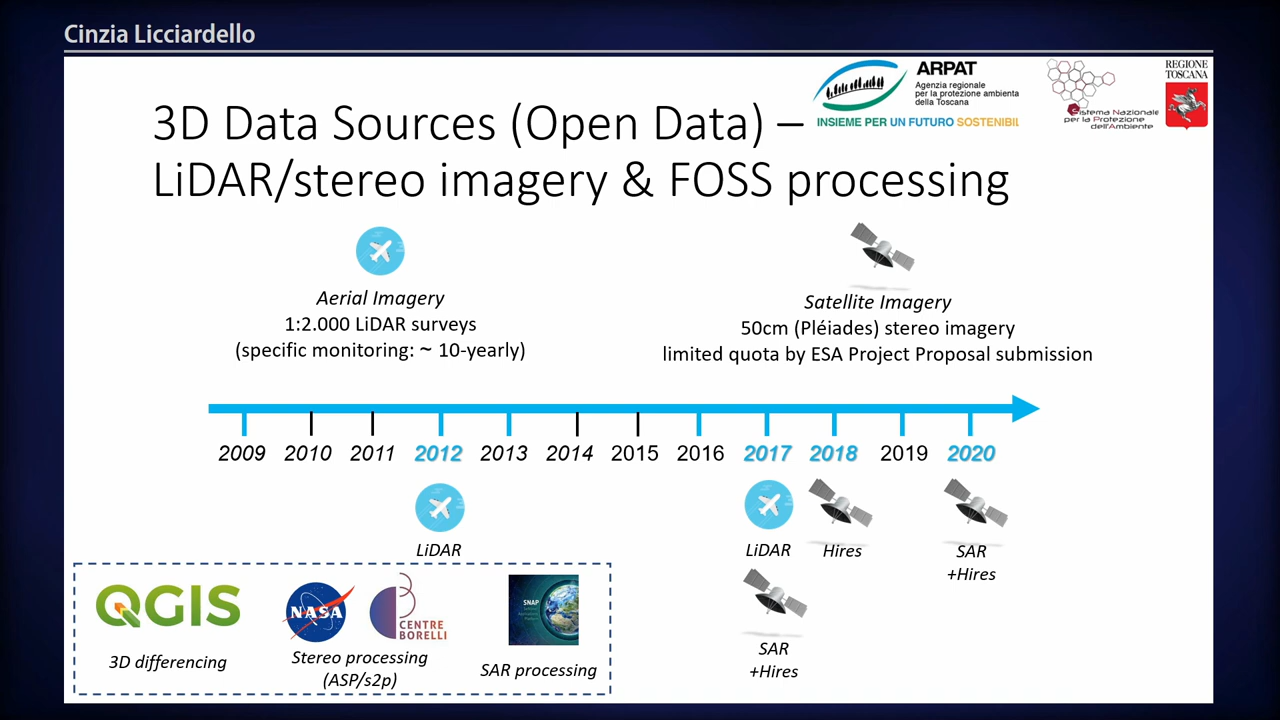 Cinzia Licciardello
ARPAT
Agenzia regionale
per la protezione ambienta
della Toscana
INSIEME PER UN FUTURO SOSTENIBIL
Sistema Nazionale
per la Protezione
dell'Ambiente
REGIONE
TOSCANA
3D Data Sources (Open Data) –
LiDAR/stereo imagery & FOSS processing
Aerial Imagery
1:2.000 LiDAR surveys
(specific monitoring: ~ 10-yearly)
Satellite Imagery
50cm (Pléiades) stereo imagery
limited quota by ESA Project Proposal submission
2009 2010 2011 2012 2013 2014 2015 2016 2017 2018 2019 2020
LiDAR
LiDAR
Hires
SAR
+Hires
SAR
+Hires
QGIS
3D differencing
NASA
CENTRE
BORELLI
Stereo processing
(ASP/s2p)
SNAP
SAR processing